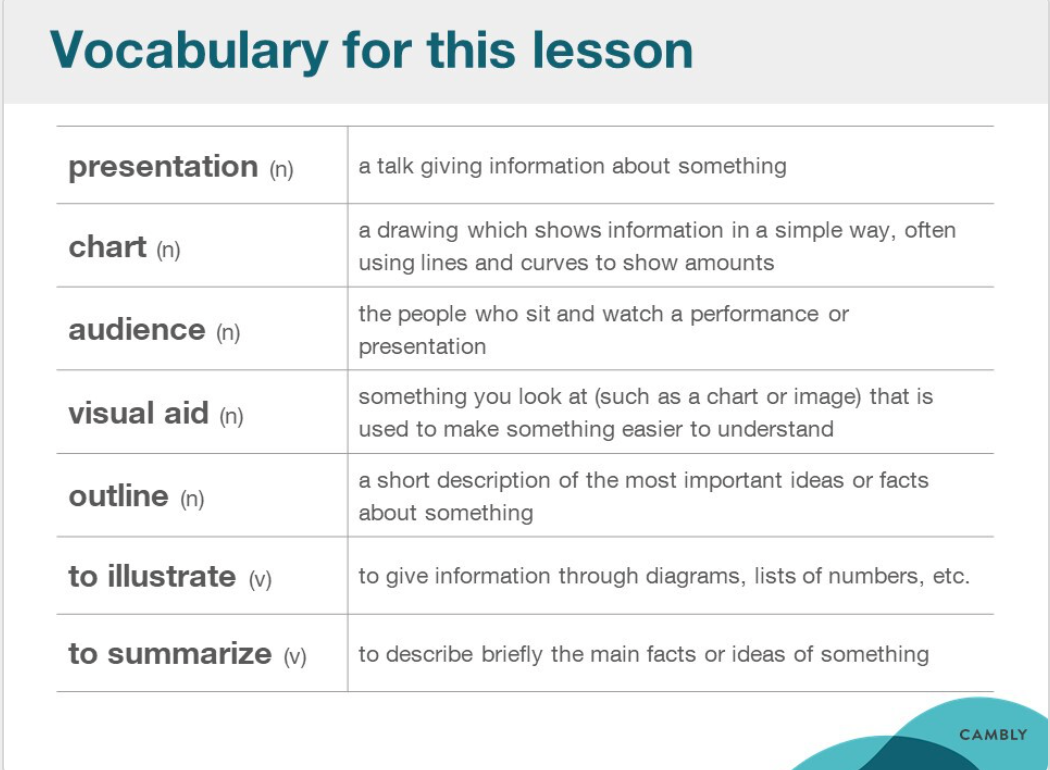 Vocabulary for this lesson
presentation (n)
a talk giving information about something
chart (n)
a drawing which shows information in a simple way, often
using lines and curves to show amounts
audience (n)
the people who sit and watch a performance or
presentation
visual aid (n)
something you look at (such as a chart or image) that is
used to make something easier to understand
outline (n)
a short description of the most important ideas or facts
about something
to illustrate (v)
to give information through diagrams, lists of numbers, etc.
to summarize (v)
to describe briefly the main facts or ideas of something
CAMBLY